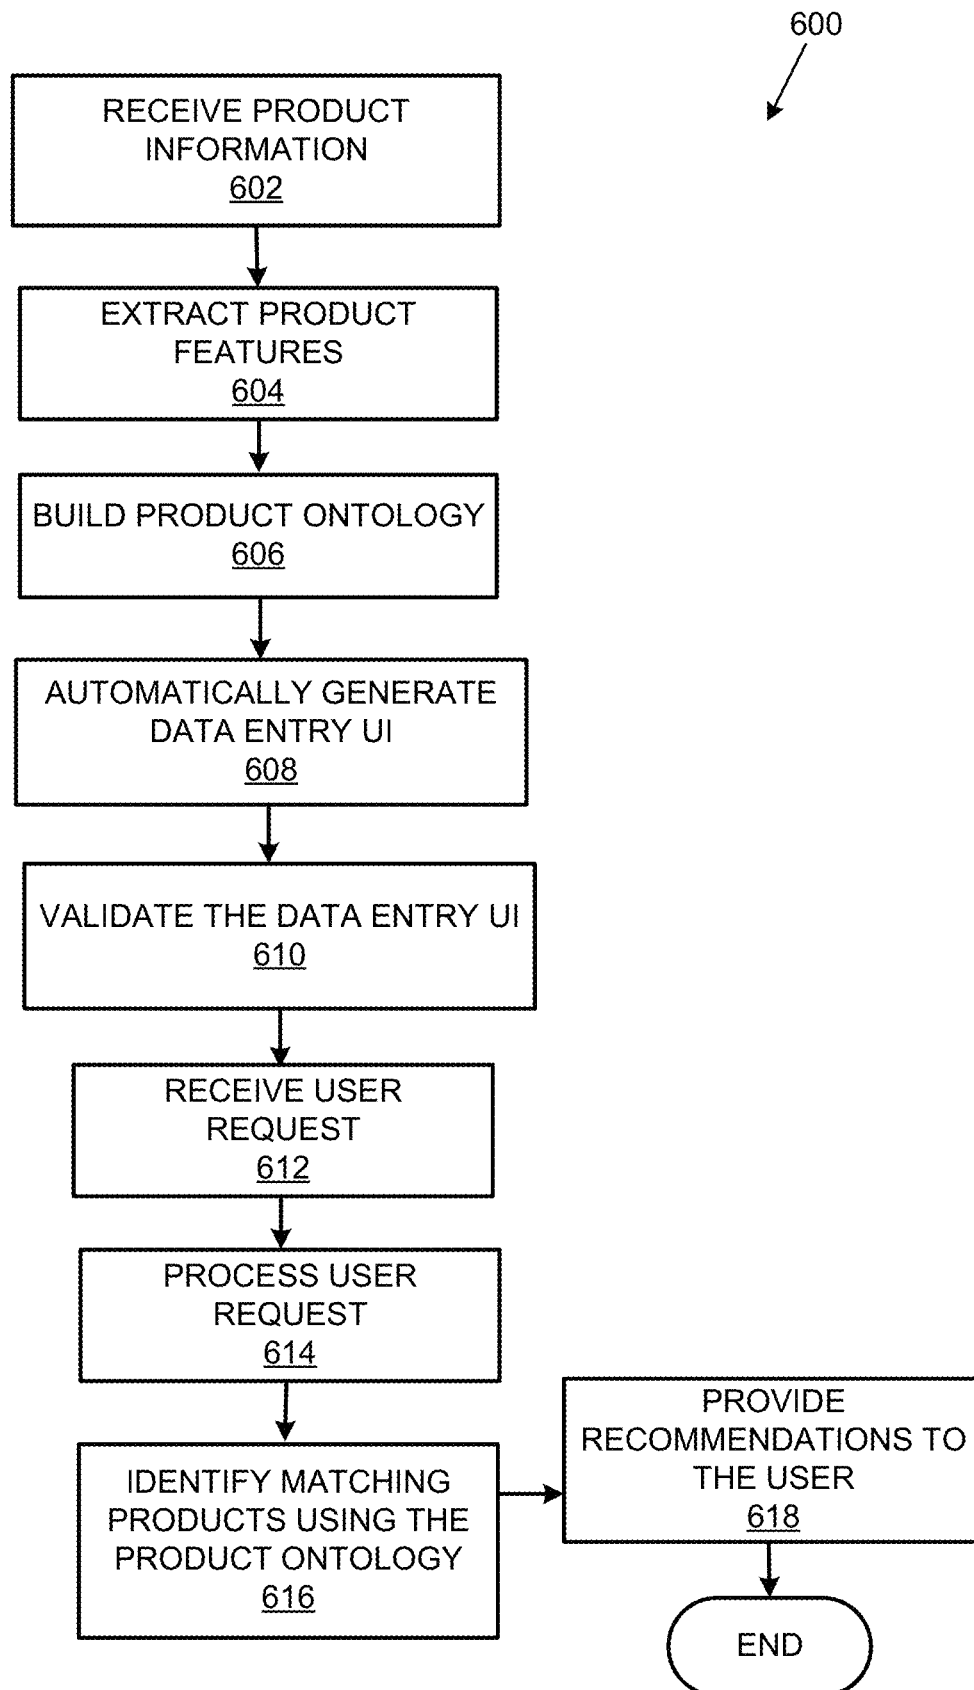 600
RECEIVE PRODUCT
INFORMATION
602
EXTRACT PRODUCT
FEATURES
604
BUILD PRODUCT ONTOLOGY
606
AUTOMATICALLY GENERATE
DATA ENTRY UI
608
VALIDATE THE DATA ENTRY UI
610
RECEIVE USER
REQUEST
612
PROCESS USER
REQUEST
614
IDENTIFY MATCHING
PRODUCTS USING THE
PRODUCT ONTOLOGY
616
PROVIDE
RECOMMENDATIONS TO
THE USER
618
END